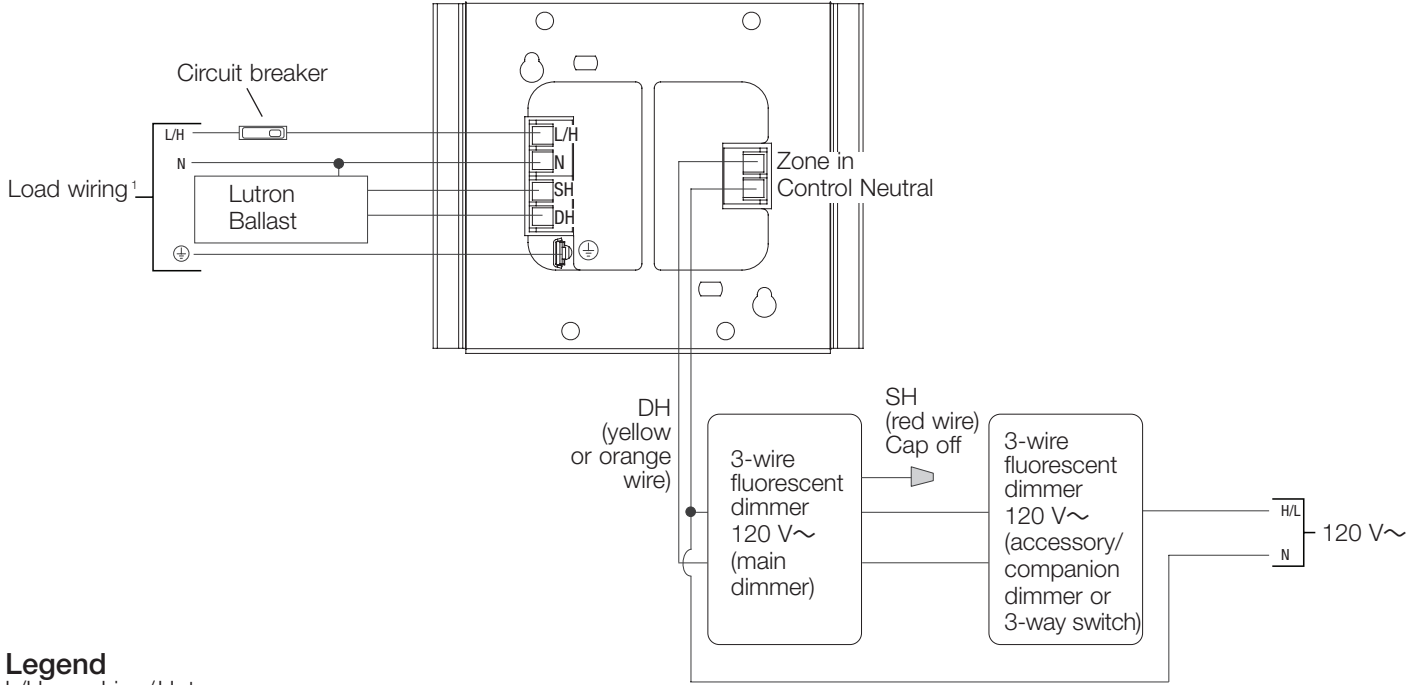 Circuit breaker
L/H
N
Load wiring¹
Lutron
Ballast
L/H
N
SH
DH
Zone in
Control Neutral
DH
(yellow
or orange
wire)
SH
(red wire)
Cap off
3-wire
fluorescent
dimmer
120 V~
(main
dimmer)
3-wire
fluorescent
dimmer
120 V~
(accessory/
companion
dimmer or
3-way switch)
H/L
N
120 V~
Legend